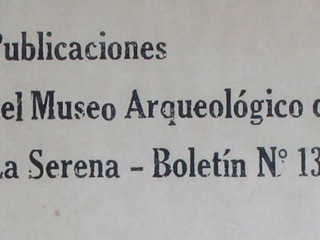 Publicaciones
del Museo Arqueológico d
La Serena - Boletín N.º 13